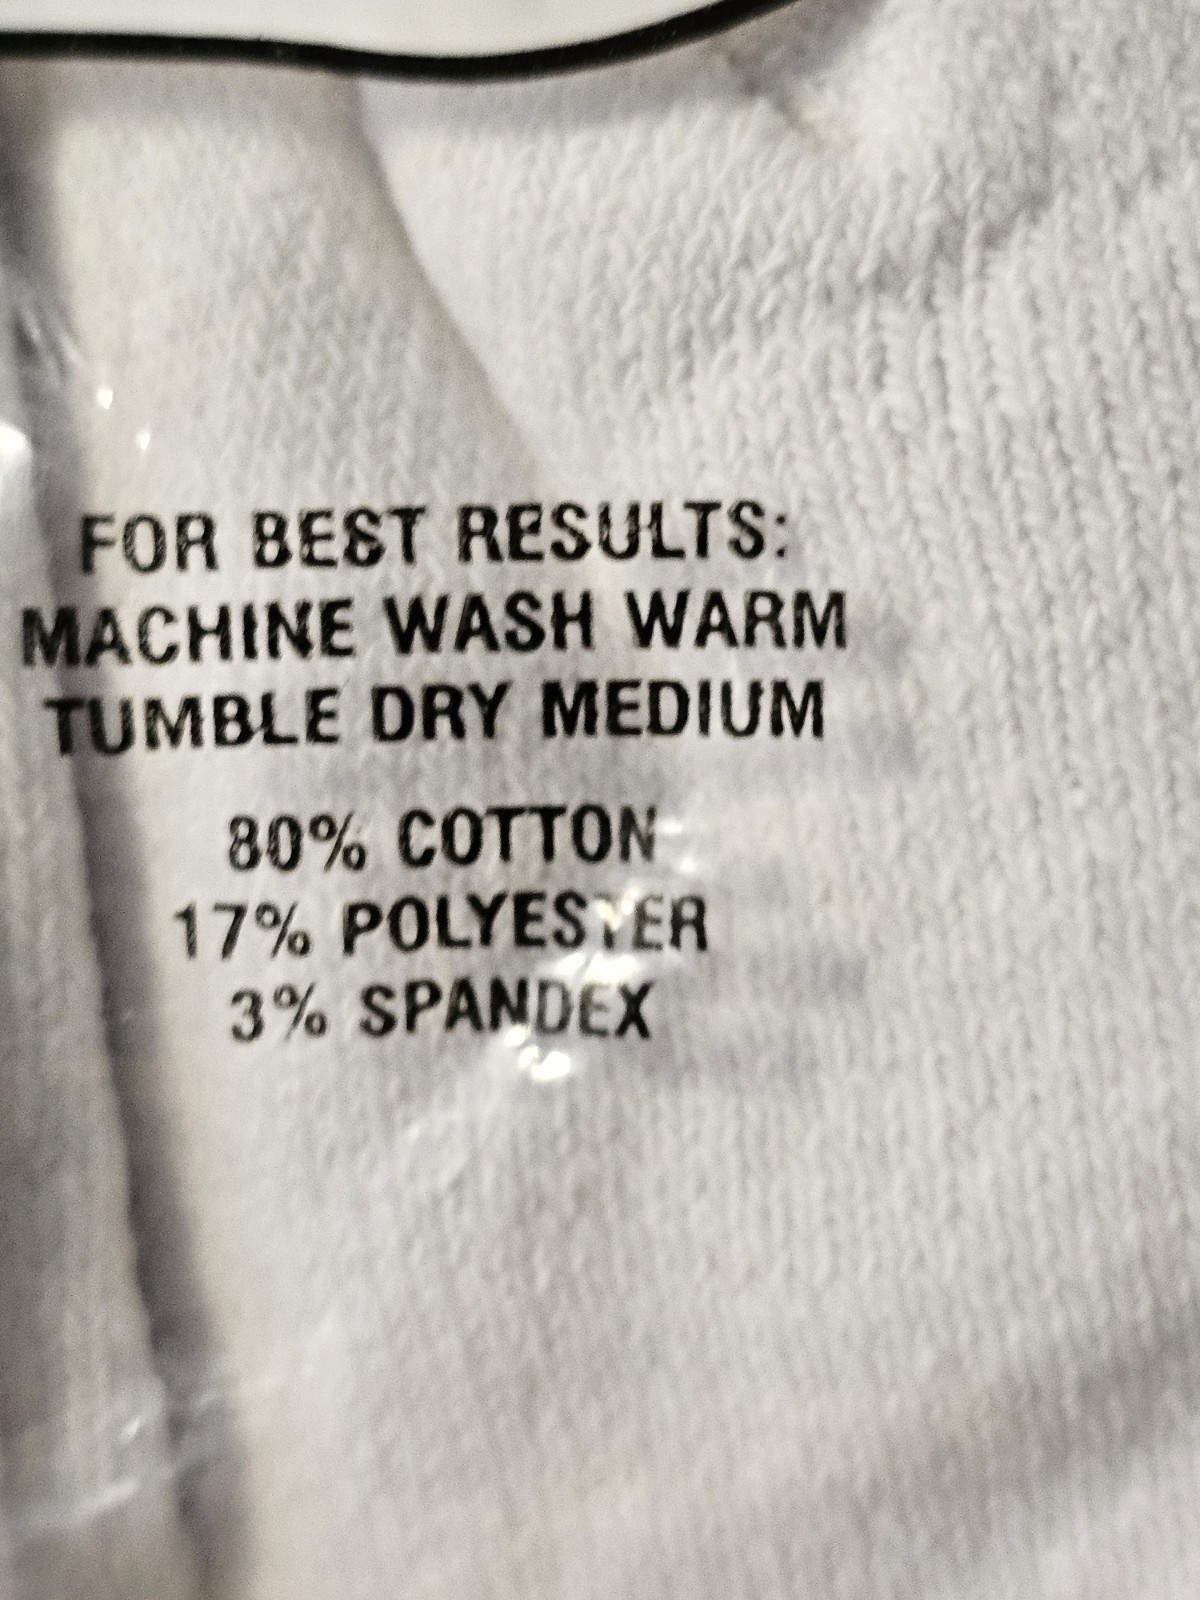 FOR BEST RESULTS:
MACHINE WASH WARM
TUMBLE DRY MEDIUM
80% COTTON
17% POLYESTER
3% SPANDEX